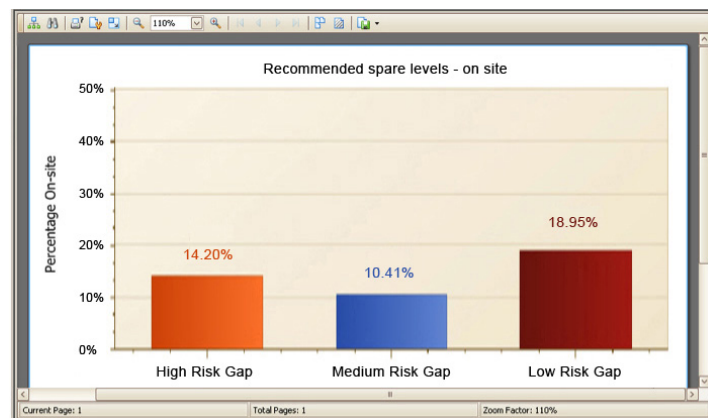 110%
Recommended spare levels - on site
Percentage On-site
50%
40%
30%
20%
10%
0%
14.20%
10.41%
18.95%
High Risk Gap
Medium Risk Gap
Low Risk Gap
Current Page: 1
Total Pages: 1
Zoom Factor: 110%